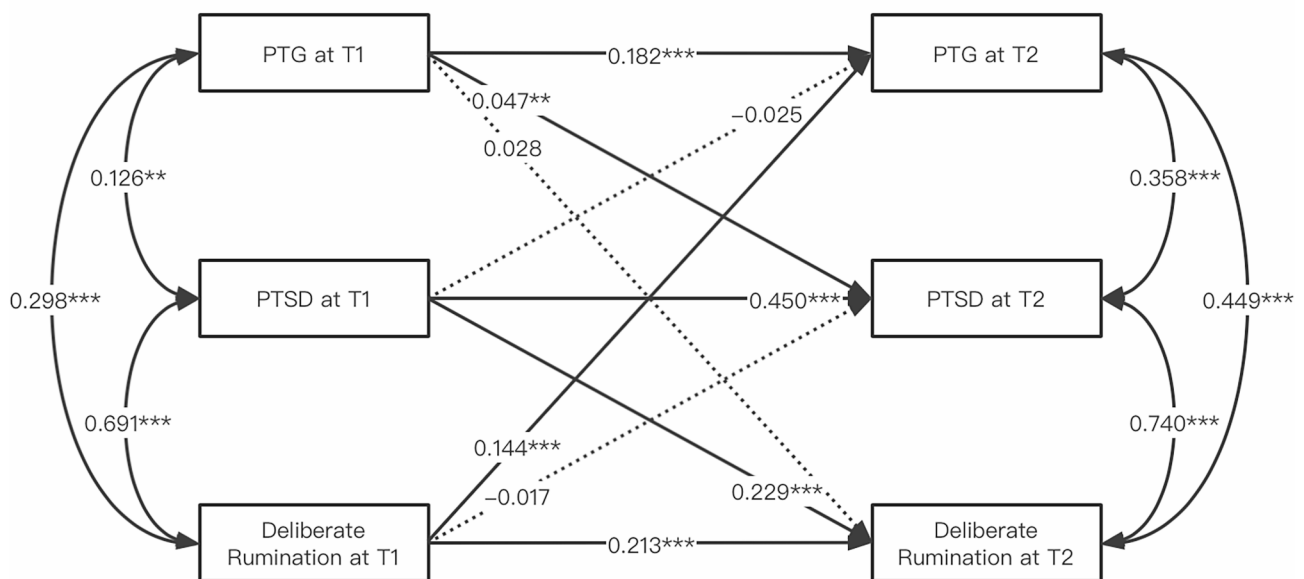 PTG at T1
0.182***
PTG at T2
0.047**
−0.025
0.028
0.126**
0.358***
0.298***
PTSD at T1
0.450***
PTSD at T2
0.449***
0.691***
0.740***
0.144***
−0.017
0.229***
Deliberate
Rumination at T1
0.213***
Deliberate
Rumination at T2